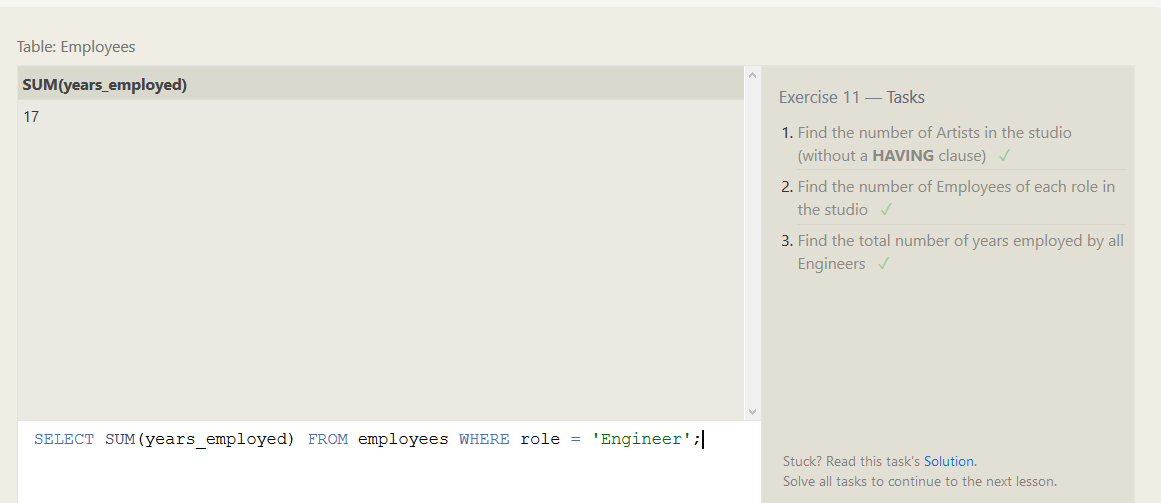 Table: Employees
SUM(years_employed)
17
SELECT SUM(years_employed) FROM employees WHERE role = 'Engineer';
Exercise 11 — Tasks
1. Find the number of Artists in the studio
(without a HAVING clause) ✓
2. Find the number of Employees of each role in
the studio ✓
3. Find the total number of years employed by all
Engineers ✓
Stuck? Read this task's Solution.
Solve all tasks to continue to the next lesson.